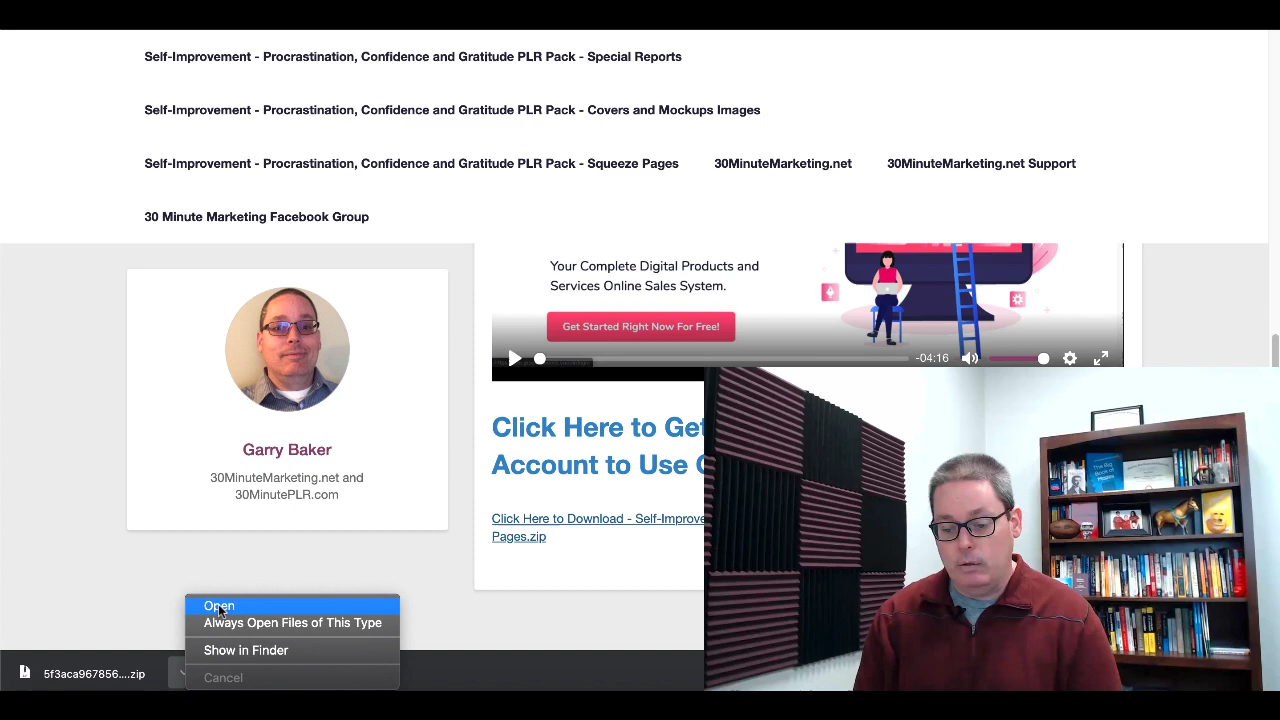 Self-Improvement - Procrastination, Confidence and Gratitude PLR Pack - Special Reports
Self-Improvement - Procrastination, Confidence and Gratitude PLR Pack - Covers and Mockups Images
Self-Improvement - Procrastination, Confidence and Gratitude PLR Pack - Squeeze Pages
30MinuteMarketing.net
30MinuteMarketing.net Support
30 Minute Marketing Facebook Group
Your Complete Digital Products and
Services Online Sales System.
Get Started Right Now For Free!
-04:16
Garry Baker
30MinuteMarketing.net and
30MinutePLR.com
Click Here to Get
Account to Use
Click Here to Download - Self-Improve
Pages.zip
Open
Always Open Files of This Type
Show in Finder
Cancel
5f3aca967856....zip